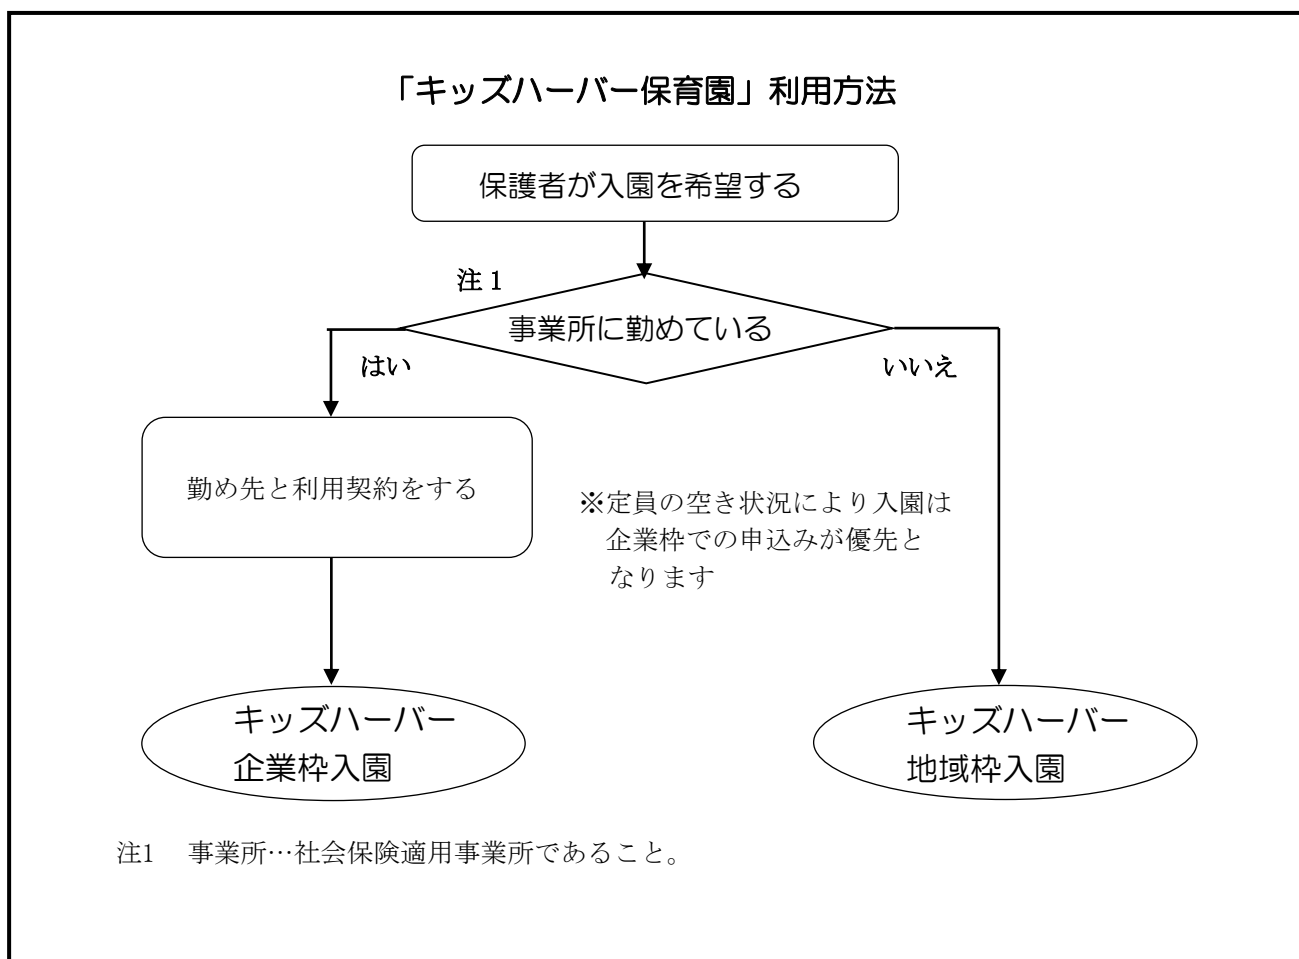 「キッズハーバー保育園」利用方法
保護者が入園を希望する
注１
事業所に勤めている
はい
いいえ
勤め先と利用契約をする
※定員の空き状況により入園は
企業枠での申込みが優先と
なります
キッズハーバー
企業枠入園
キッズハーバー
地域枠入園
注1　事業所…社会保険適用事業所であること。